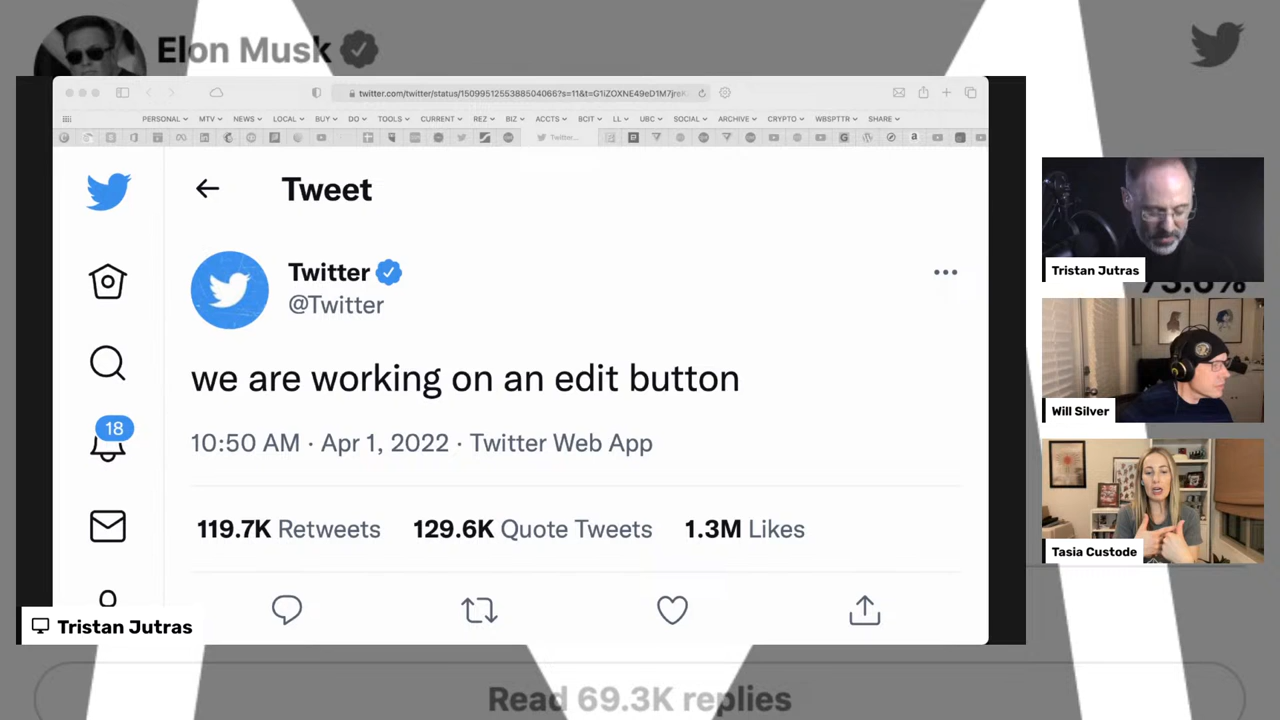 Elon Musk
twitter.com/twitter/status/1509951255388504066?s=11&t=G1iZOXNE49eD1M7jreK
PERSONAL MTV NEWS LOCAL BUY DO TOOLS CURRENT REZ BIZ ACCTS BCIT LL UBC SOCIAL ARCHIVE CRYPTO WBSPTTR SHARE
Twitter...
Tweet
Twitter
@Twitter
we are working on an edit button
10:50 AM · Apr 1, 2022 · Twitter Web App
18
119.7K Retweets 129.6K Quote Tweets 1.3M Likes
Tristan Jutras
Tristan Jutras
73.6%
Will Silver
Tasia Custode
Read 69.3K replies